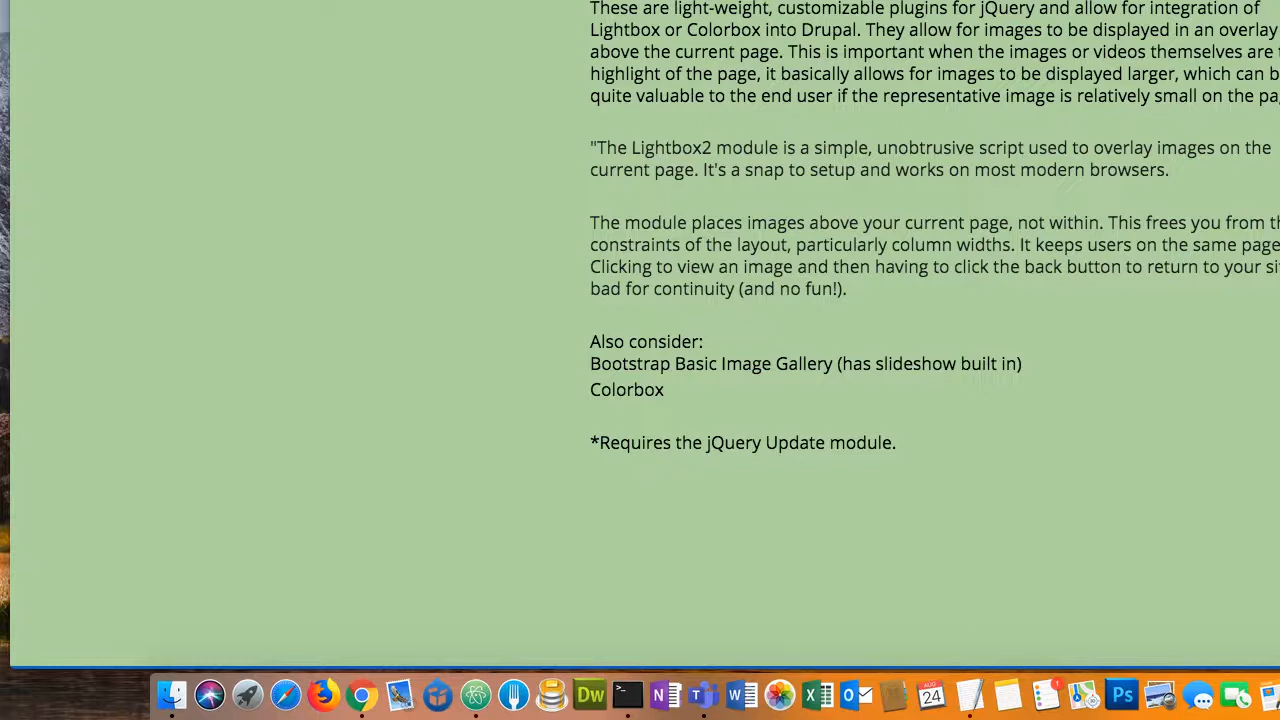 These are light-weight, customizable plugins for jQuery and allow for integration of
Lightbox or Colorbox into Drupal. They allow for images to be displayed in an overlay
above the current page. This is important when the images or videos themselves are
highlight of the page, it basically allows for images to be displayed larger, which can b
quite valuable to the end user if the representative image is relatively small on the pa
"The Lightbox2 module is a simple, unobtrusive script used to overlay images on the
current page. It's a snap to setup and works on most modern browsers.
The module places images above your current page, not within. This frees you from th
constraints of the layout, particularly column widths. It keeps users on the same page
Clicking to view an image and then having to click the back button to return to your si
bad for continuity (and no fun!).
Also consider:
Bootstrap Basic Image Gallery (has slideshow built in)
Colorbox
*Requires the jQuery Update module.
Dw
N
W
X
O
AUG
24
1
Ps